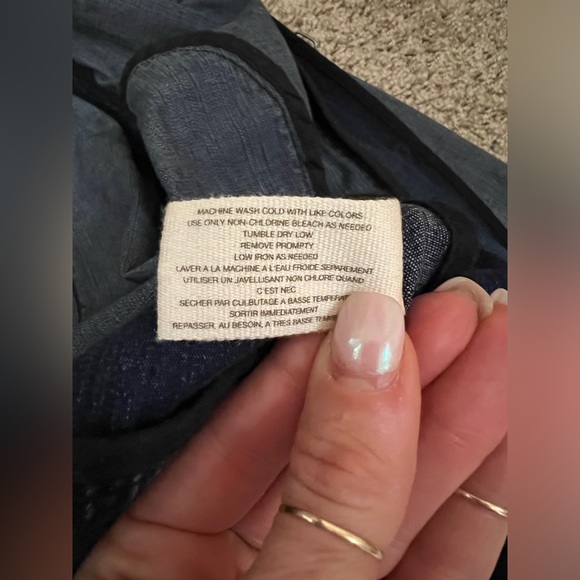 MACHINE WASH COLD WITH LIKE COLORS
USE ONLY NON-CHLORINE BLEACH AS NEEDED
TUMBLE DRY LOW
REMOVE PROMPTY
LOW IRON AS NEEDED
LAVER A LA MACHINE A L'EAU FROIDE SEPAREMENT
UTILISER UN JAVELLISANT NON CHLORE QUAND
C'EST NEC
SECHER PAR CULBUTAGE A BASSE
SORTIR IMMEDIATEMENT
REPASSER, AU BESOIN, A TRES BASSE